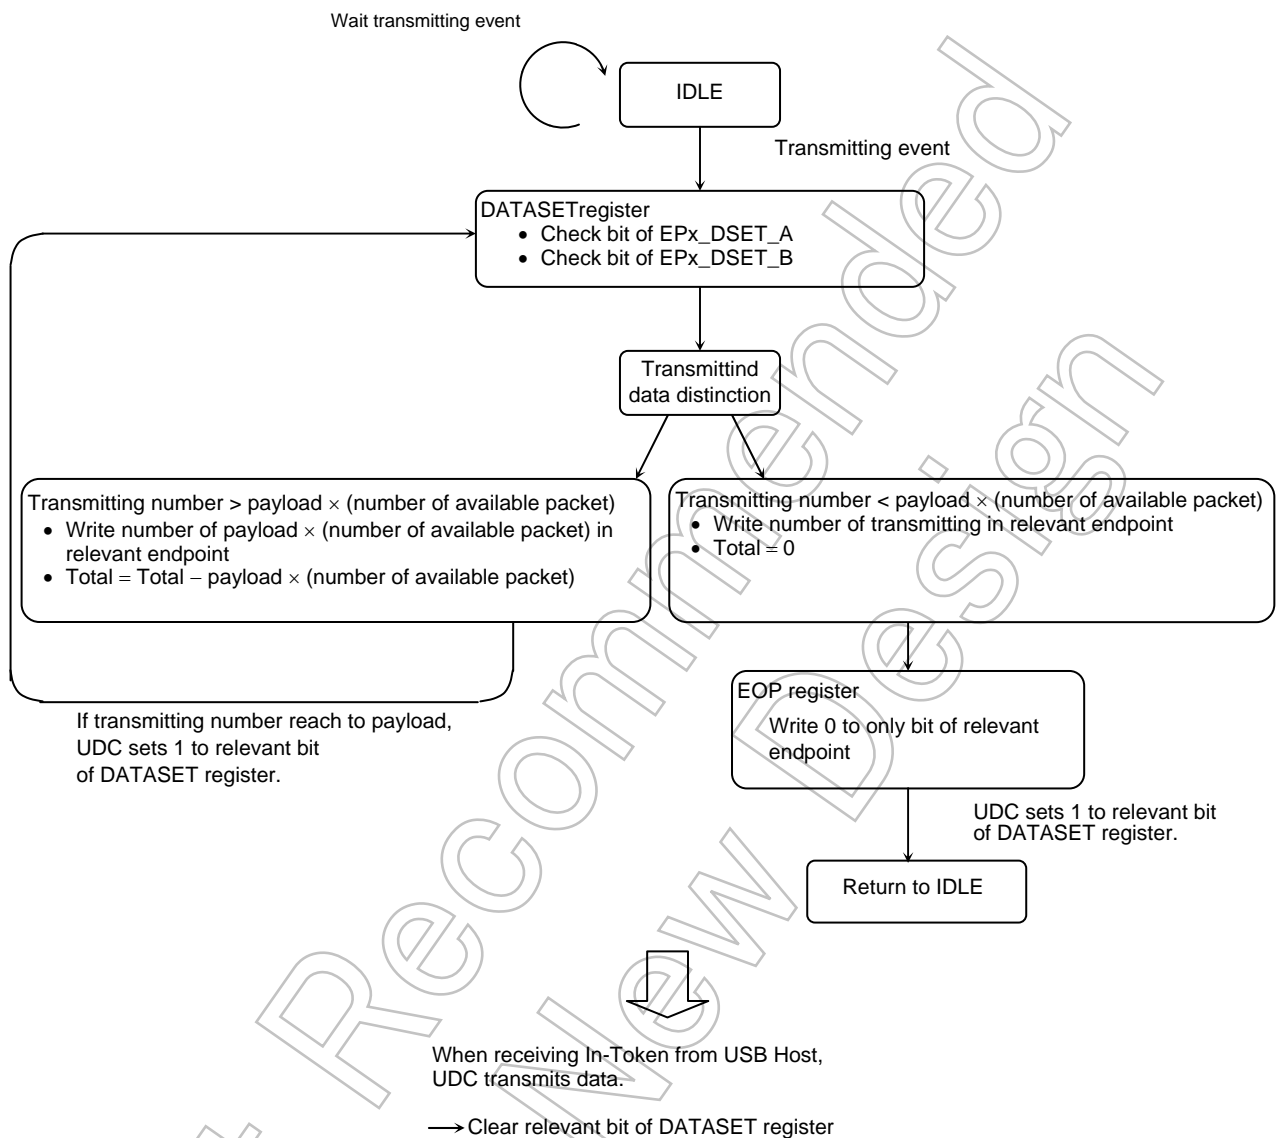 Wait transmitting event
IDLE
Transmitting event
DATASETregister
• Check bit of EPx_DSET_A
• Check bit of EPx_DSET_B
Transmittind
data distinction
Transmitting number > payload × (number of available packet)
• Write number of payload × (number of available packet) in
relevant endpoint
• Total = Total − payload × (number of available packet)
Transmitting number < payload × (number of available packet)
• Write number of transmitting in relevant endpoint
• Total = 0
If transmitting number reach to payload,
UDC sets 1 to relevant bit
of DATASET register.
EOP register
Write 0 to only bit of relevant
endpoint
UDC sets 1 to relevant bit
of DATASET register.
Return to IDLE
When receiving In-Token from USB Host,
UDC transmits data.
→ Clear relevant bit of DATASET register
Recommended
New Design